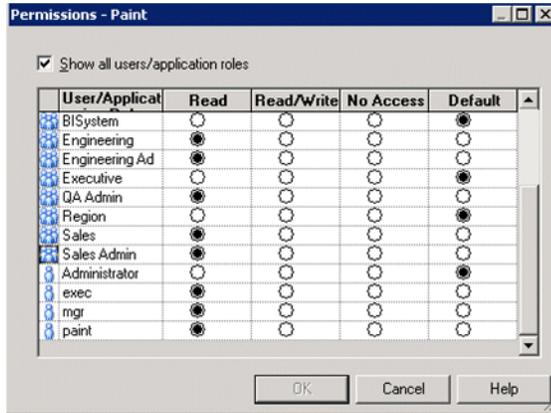 Permissions - Paint
Show all users/application roles
User/Applicat Read Read/Write No Access Default
BISystem
Engineering
Engineering Ad
Executive
QA Admin
Region
Sales
Sales Admin
Administrator
exec
mgr
paint
OK Cancel Help